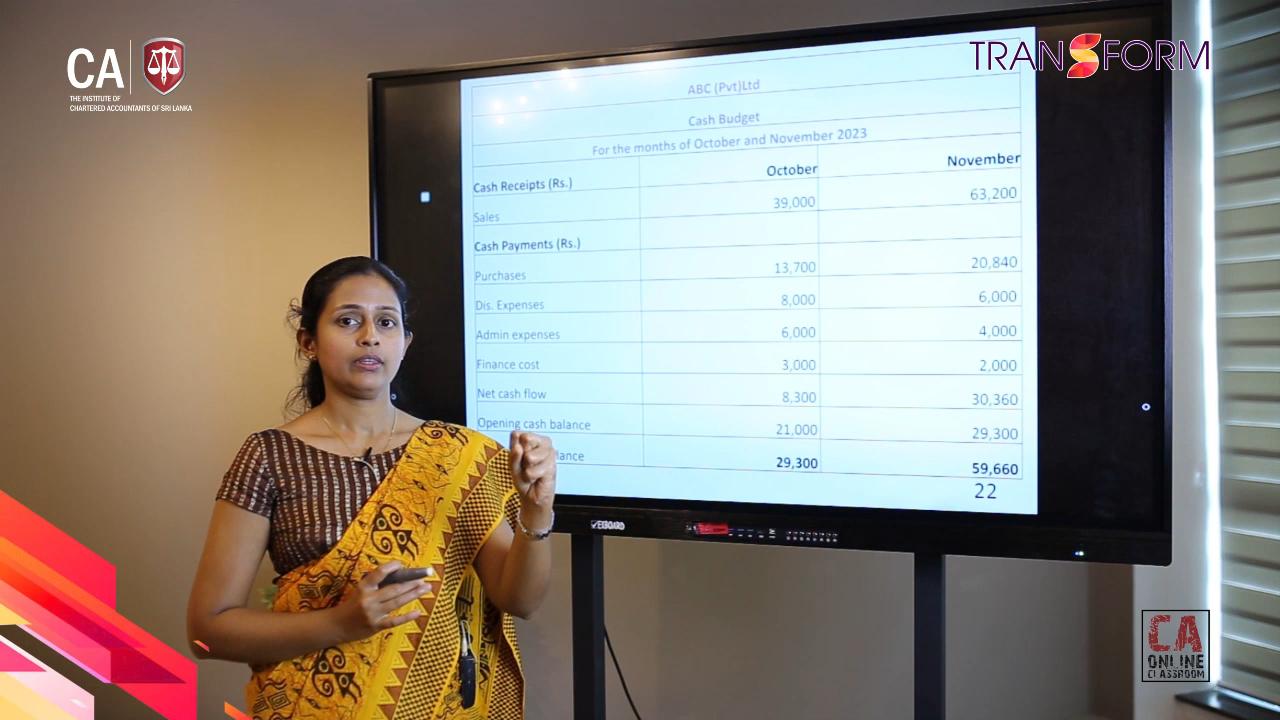 CA
THE INSTITUTE OF
CHARTERED ACCOUNTANTS OF SRI LANKA
TRANSFORM
ABC (Pvt)Ltd
Cash Budget
For the months of October and November 2023
Cash Receipts (Rs.) October November
Sales 39,000 63,200
Cash Payments (Rs.)
Purchases 13,700 20,840
Dis. Expenses 8,000 6,000
Admin expenses 6,000 4,000
Finance cost 3,000 2,000
Net cash flow 8,300 30,360
Opening cash balance 21,000 29,300
lance 29,300 59,660
22
EXBOARD
CA
ONLINE
CLASSROOM